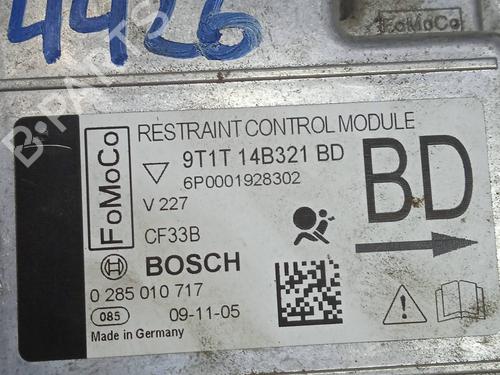 4426
FoMoCo
B-PARTS
FoMoCo
RESTRAINT CONTROL MODULE
9T1T 14B321 BD
6P0001928302
V 227
CF33B
BD
BOSCH
0 285 010 717
085
09-11-05
Made in Germany